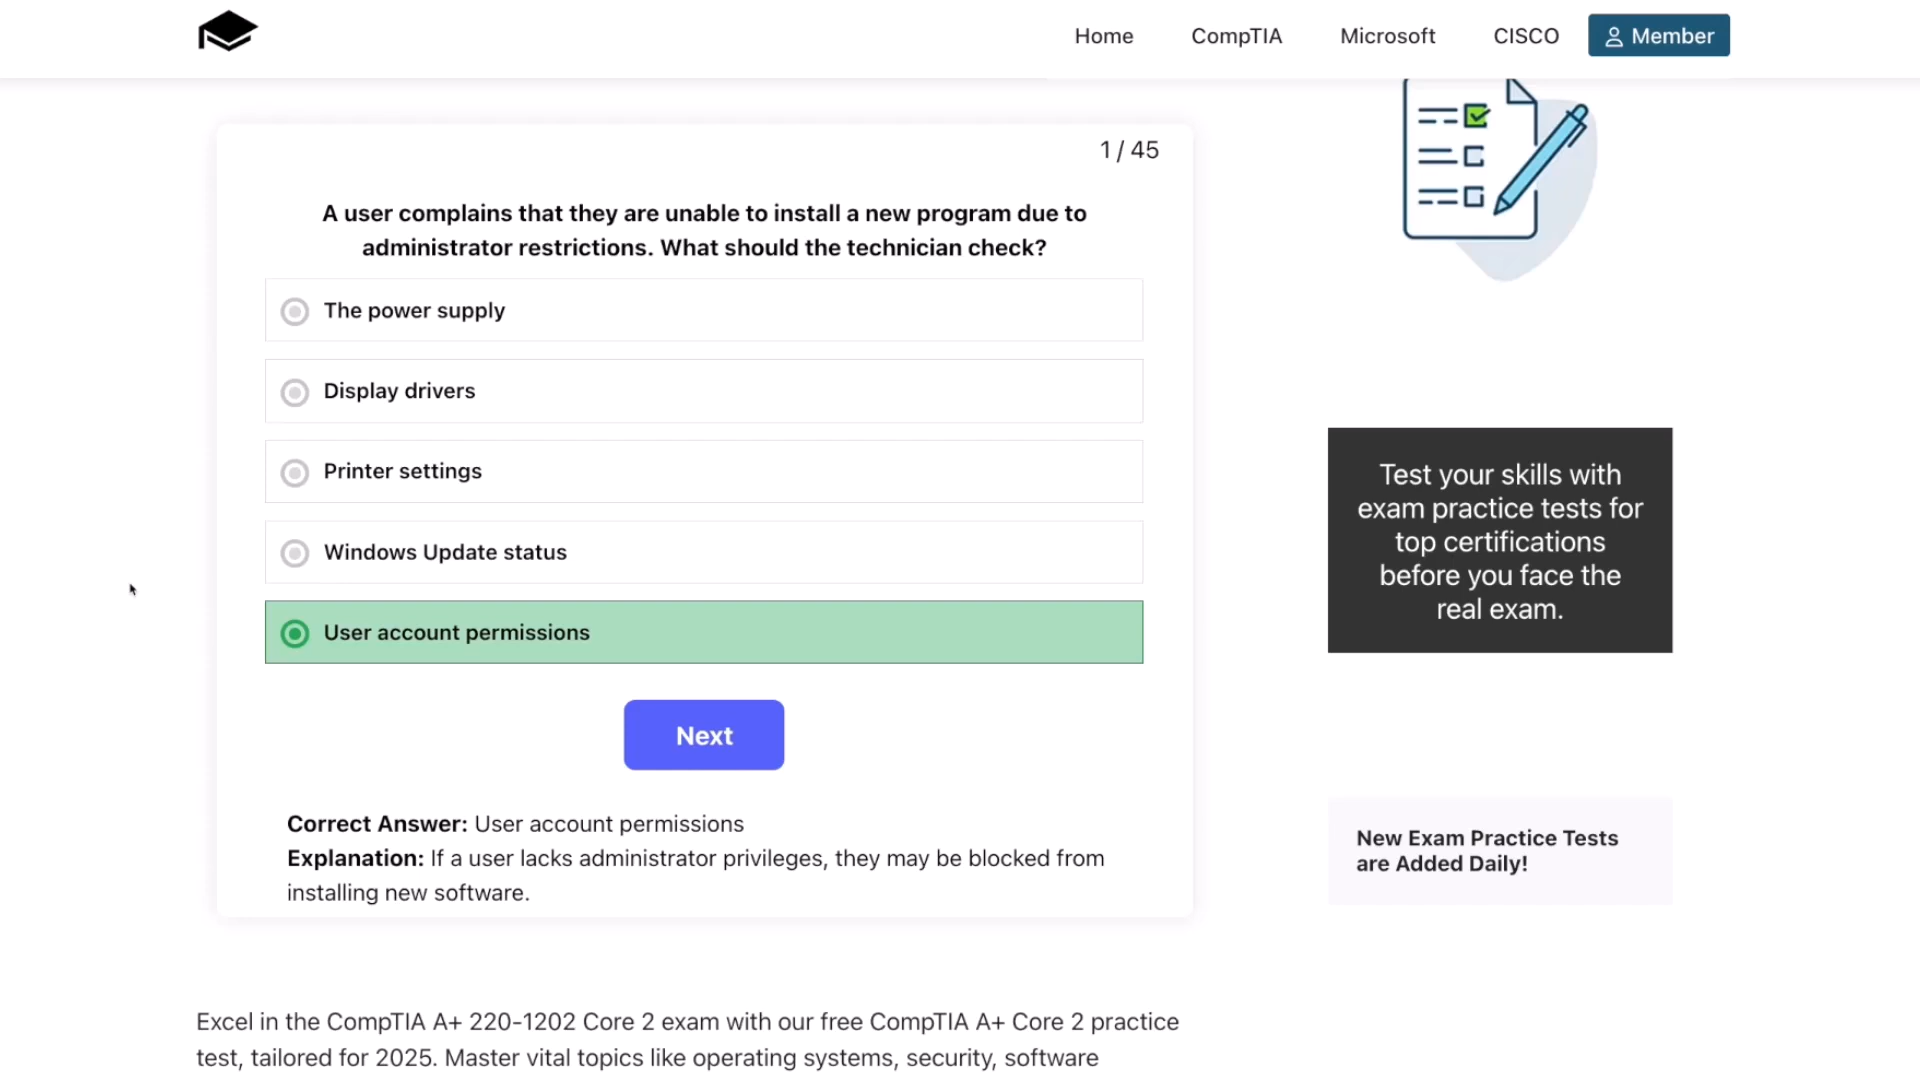 Home
CompTIA
Microsoft
CISCO
Member
1 / 45
A user complains that they are unable to install a new program due to
administrator restrictions. What should the technician check?
The power supply
Display drivers
Printer settings
Windows Update status
User account permissions
Next
Correct Answer: User account permissions
Explanation: If a user lacks administrator privileges, they may be blocked from
installing new software.
Test your skills with
exam practice tests for
top certifications
before you face the
real exam.
New Exam Practice Tests
are Added Daily!
Excel in the CompTIA A+ 220-1202 Core 2 exam with our free CompTIA A+ Core 2 practice
test, tailored for 2025. Master vital topics like operating systems, security, software